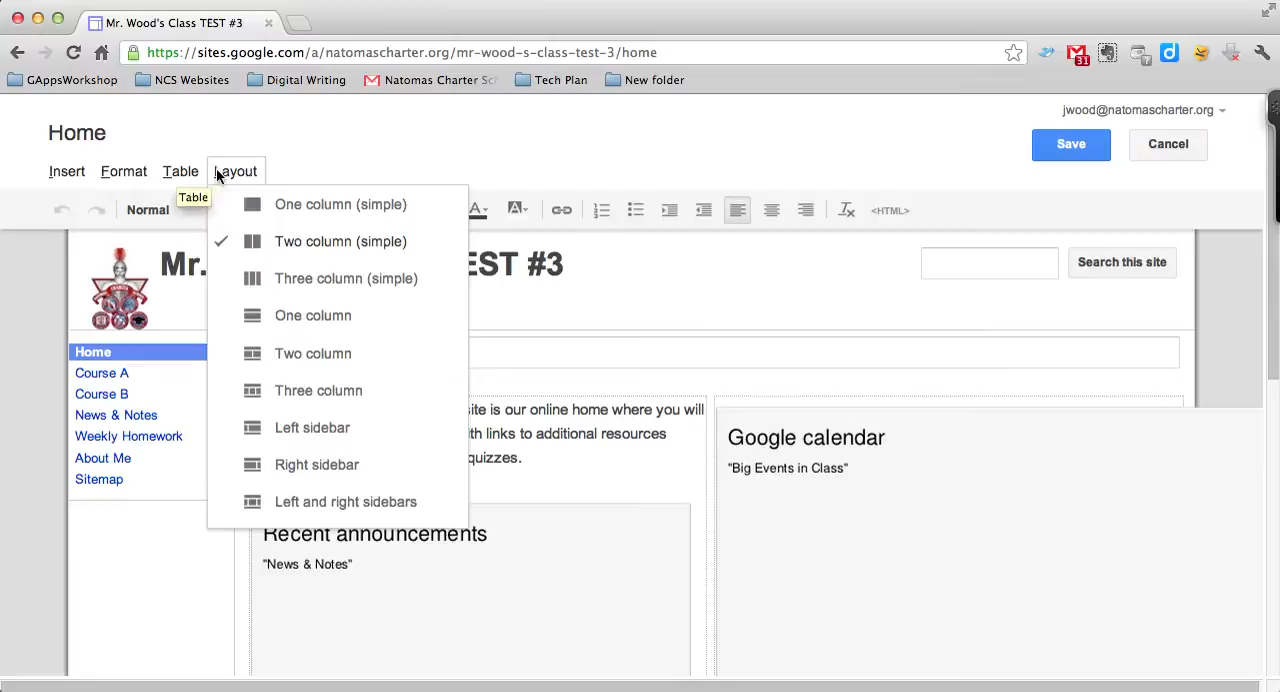 Mr. Wood's Class TEST #3
https://sites.google.com/a/natomascharter.org/mr-wood-s-class-test-3/home
31
GAppsWorkshop NCS Websites Digital Writing Natomas Charter Sch Tech Plan New folder
jwood@natomascharter.org
Home
Save Cancel
Insert Format Table Layout
Table
Normal A A <HTML>
One column (simple)
Two column (simple)
Three column (simple)
One column
Two column
Three column
Left sidebar
Right sidebar
Left and right sidebars
Mr. EST #3
Search this site
Home
Course A
Course B
News & Notes
Weekly Homework
About Me
Sitemap
site is our online home where you will
th links to additional resources
quizzes.
Recent announcements
"News & Notes"
Google calendar
"Big Events in Class"